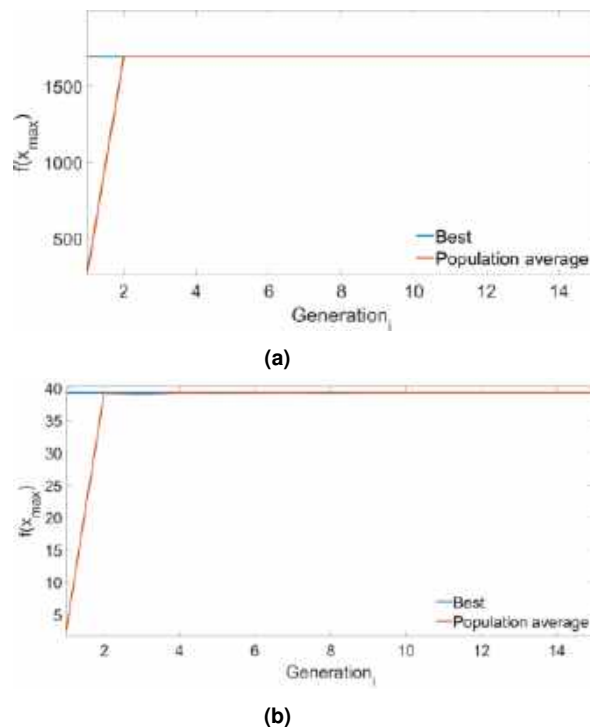 f(x_max)
1500
1000
500
Best
Population average
2 4 6 8 10 12 14
Generation_i
(a)
f(x_max)
40
35
30
25
20
15
10
5
Best
Population average
2 4 6 8 10 12 14
Generation_i
(b)